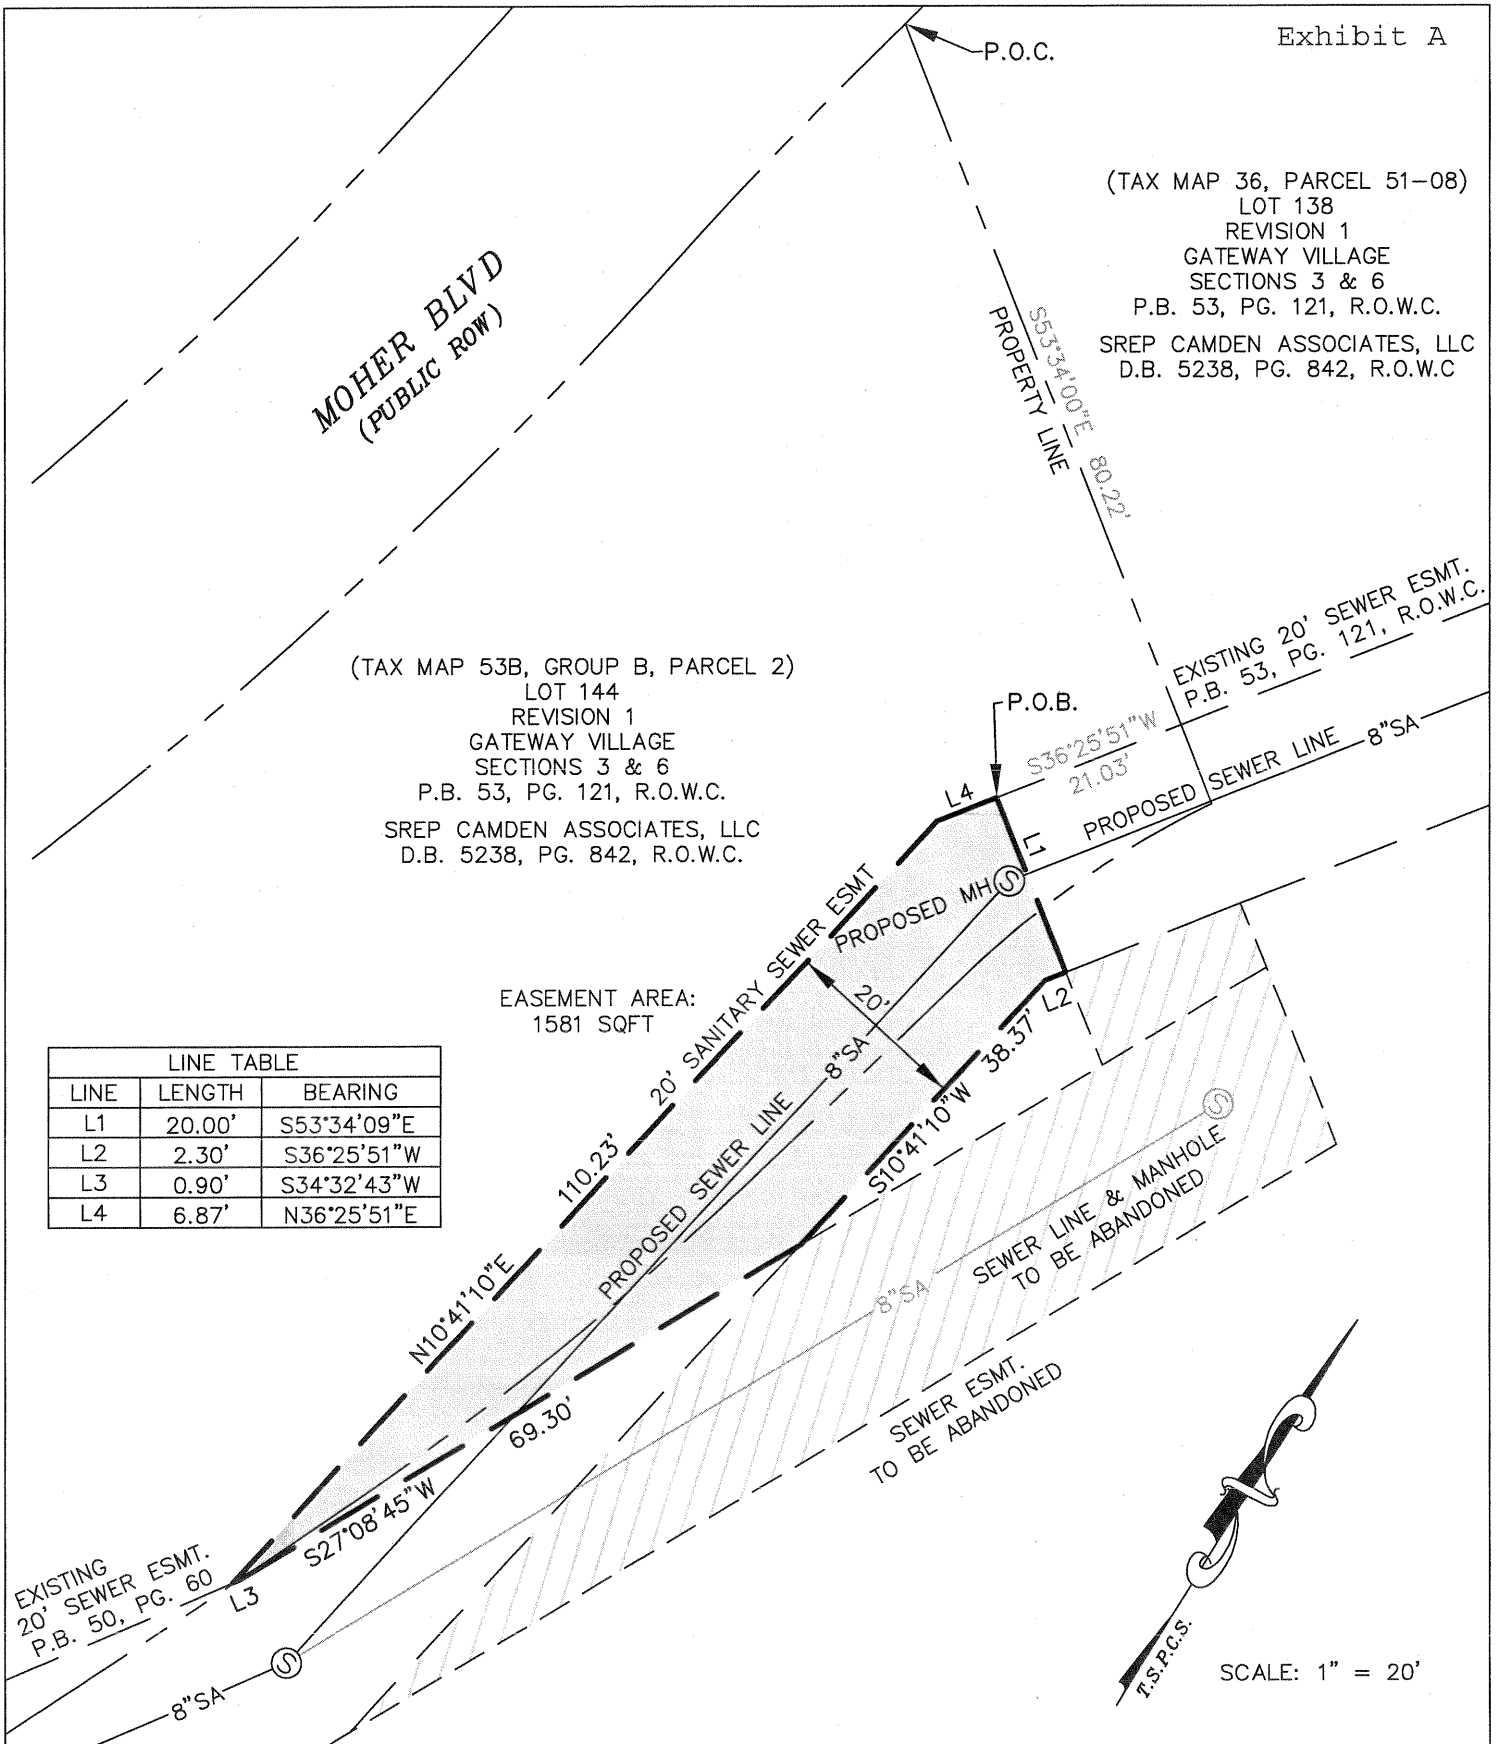 Exhibit A
P.O.C.
(TAX MAP 36, PARCEL 51-08)
LOT 138
REVISION 1
GATEWAY VILLAGE
SECTIONS 3 & 6
P.B. 53, PG. 121, R.O.W.C.
SREP CAMDEN ASSOCIATES, LLC
D.B. 5238, PG. 842, R.O.W.C
MOHER BLVD
(PUBLIC ROW)
S53°34'00"E 80.22'
PROPERTY LINE
EXISTING 20' SEWER ESMT.
P.B. 53, PG. 121, R.O.W.C.
(TAX MAP 53B, GROUP B, PARCEL 2)
LOT 144
REVISION 1
GATEWAY VILLAGE
SECTIONS 3 & 6
P.B. 53, PG. 121, R.O.W.C.
SREP CAMDEN ASSOCIATES, LLC
D.B. 5238, PG. 842, R.O.W.C.
P.O.B.
S36°25'51"W
21.03'
PROPOSED SEWER LINE 8"SA
L4
L1
PROPOSED MH S
L2
20' SANITARY SEWER ESMT
20'
8"SA
38.37'
S10°41'10"W
EASEMENT AREA:
1581 SQFT
LINE TABLE
LINE LENGTH BEARING
L1 20.00' S53°34'09"E
L2 2.30' S36°25'51"W
L3 0.90' S34°32'43"W
L4 6.87' N36°25'51"E
110.23'
N10°41'10"E
PROPOSED SEWER LINE
S
SEWER LINE & MANHOLE
TO BE ABANDONED
8"SA
SEWER ESMT.
TO BE ABANDONED
69.30'
S27°08'45"W
L3
EXISTING
20' SEWER ESMT.
P.B. 50, PG. 60
S
8"SA
T.S.P.C.S.
SCALE: 1" = 20'